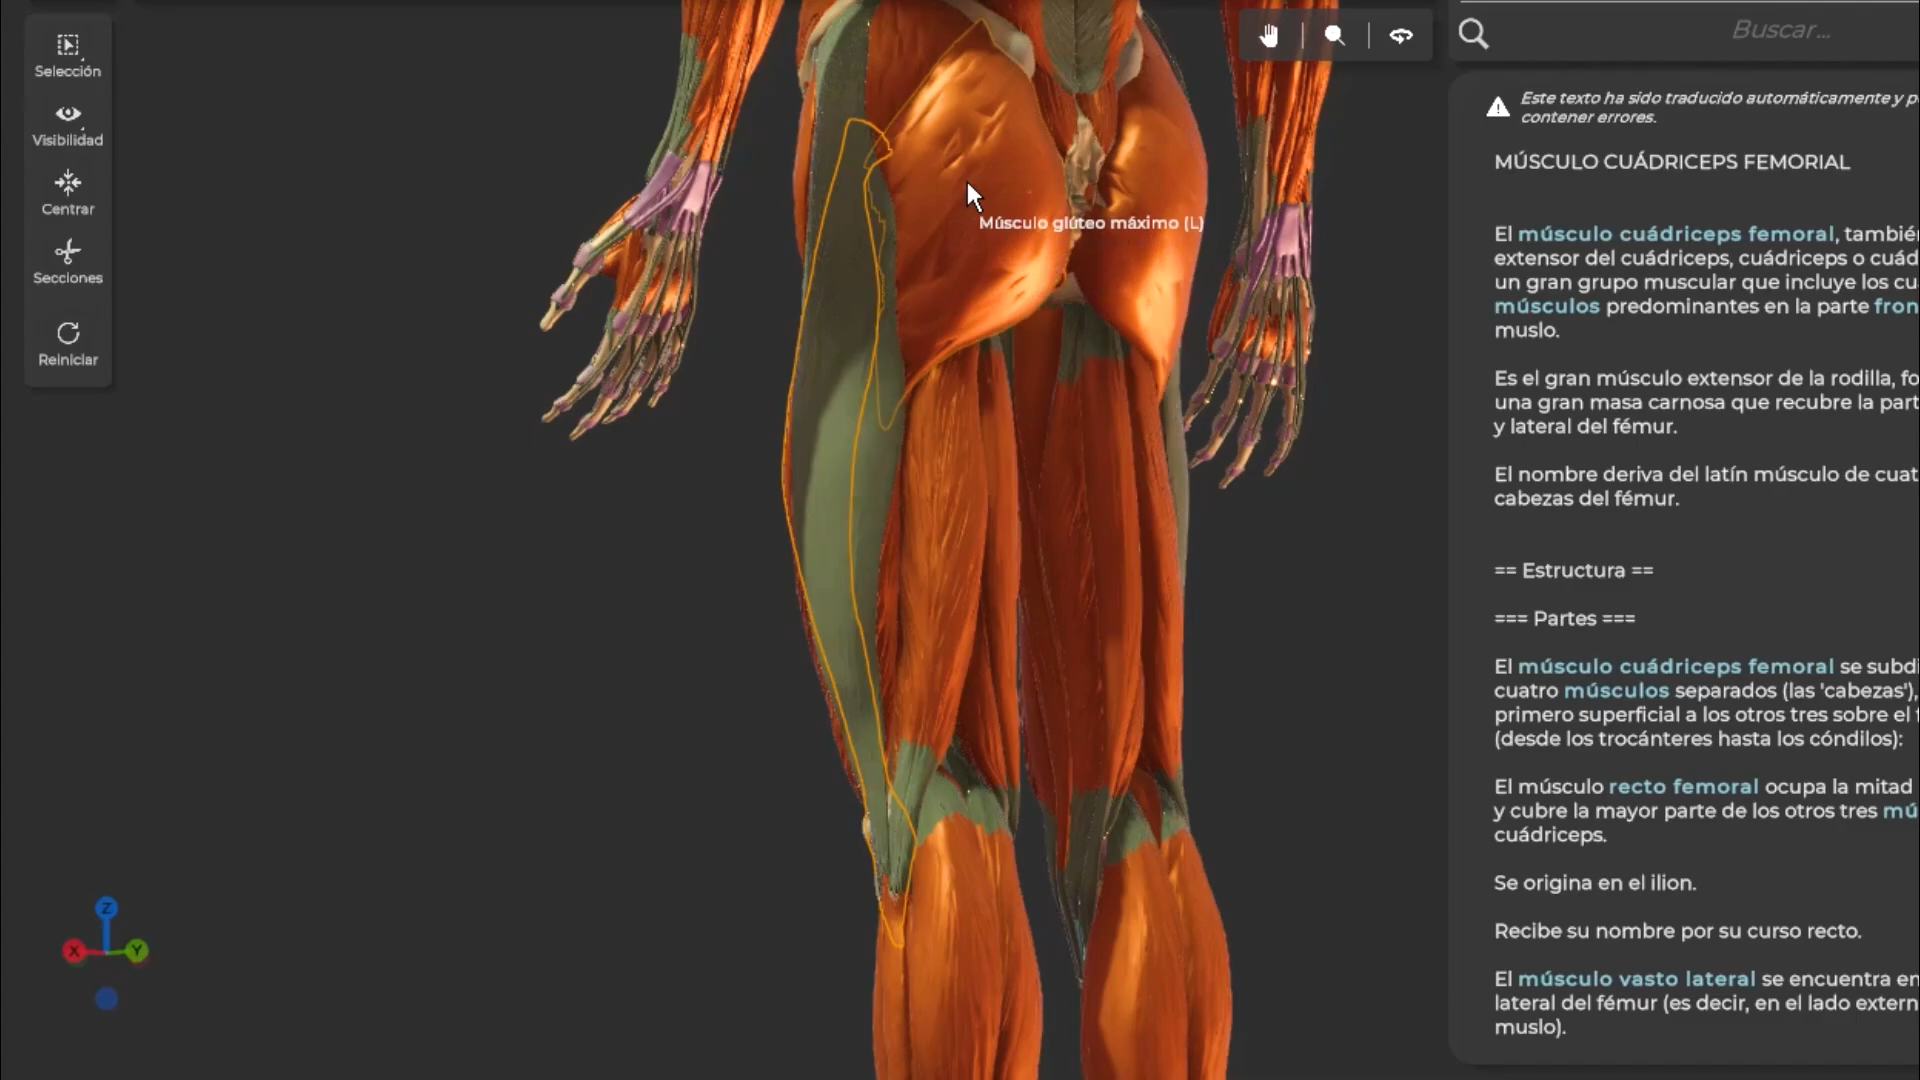 Selección
Visibilidad
Centrar
Secciones
Reiniciar
Músculo glúteo máximo (L)
Z
X
Y
Buscar...
Este texto ha sido traducido automáticamente y p
contener errores.
MÚSCULO CUÁDRICEPS FEMORIAL
El músculo cuádriceps femoral, tambié
extensor del cuádriceps, cuádriceps o cuád
un gran grupo muscular que incluye los cu
músculos predominantes en la parte fron
muslo.
Es el gran músculo extensor de la rodilla, fo
una gran masa carnosa que recubre la part
y lateral del fémur.
El nombre deriva del latín músculo de cuat
cabezas del fémur.
== Estructura ==
=== Partes ===
El músculo cuádriceps femoral se subdi
cuatro músculos separados (las 'cabezas'),
primero superficial a los otros tres sobre el f
(desde los trocánteres hasta los cóndilos):
El músculo recto femoral ocupa la mitad
y cubre la mayor parte de los otros tres mú
cuádriceps.
Se origina en el ilion.
Recibe su nombre por su curso recto.
El músculo vasto lateral se encuentra en
lateral del fémur (es decir, en el lado extern
muslo).